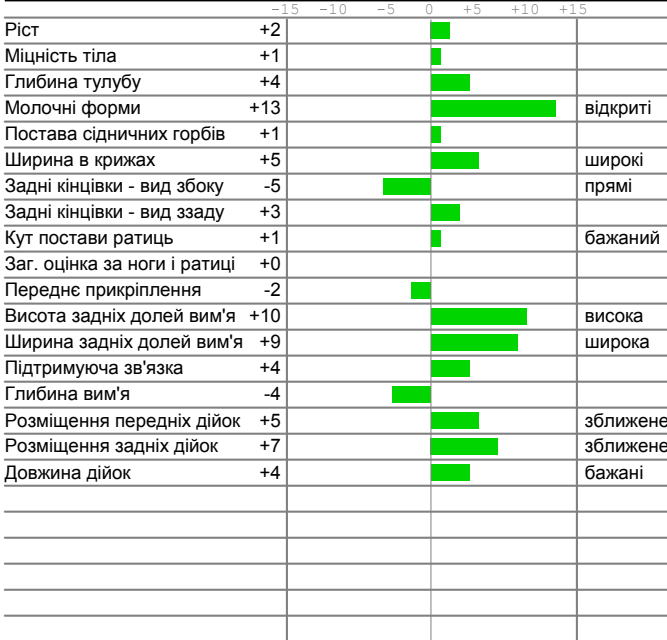 -15 -10 -5 0 +5 +10 +15
Ріст +2
Міцність тіла +1
Глибина тулубу +4
Молочні форми +13 відкриті
Постава сідничних горбів +1
Ширина в крижах +5 широкі
Задні кінцівки - вид збоку -5 прямі
Задні кінцівки - вид ззаду +3
Кут постави ратиць +1 бажаний
Заг. оцінка за ноги і ратиці +0
Переднє прикріплення -2
Висота задніх долей вим'я +10 висока
Ширина задніх долей вим'я +9 широка
Підтримуюча зв'язка +4
Глибина вим'я -4
Розміщення передніх дійок +5 зближене
Розміщення задніх дійок +7 зближене
Довжина дійок +4 бажані